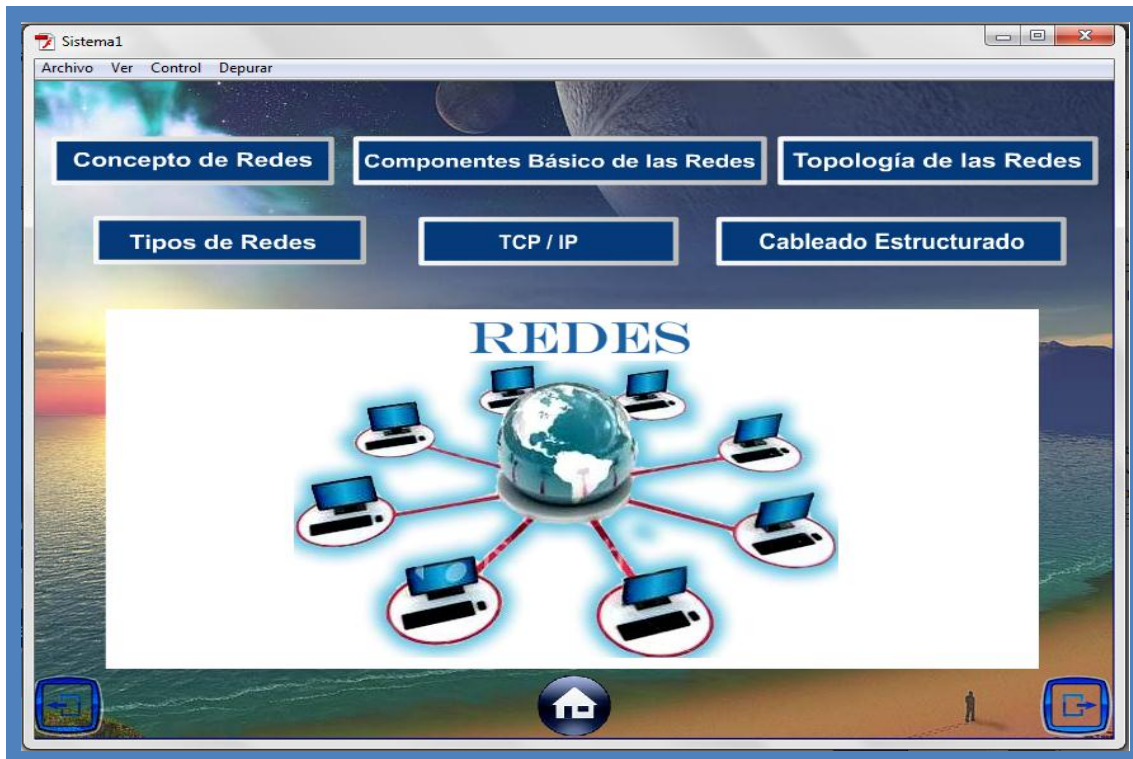 Sistema1
Archivo Ver Control Depurar
Concepto de Redes
Componentes Básico de las Redes
Topología de las Redes
Tipos de Redes
TCP / IP
Cableado Estructurado
REDES